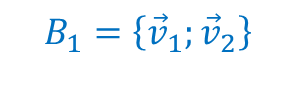 B₁ = {v⃗₁; v⃗₂}